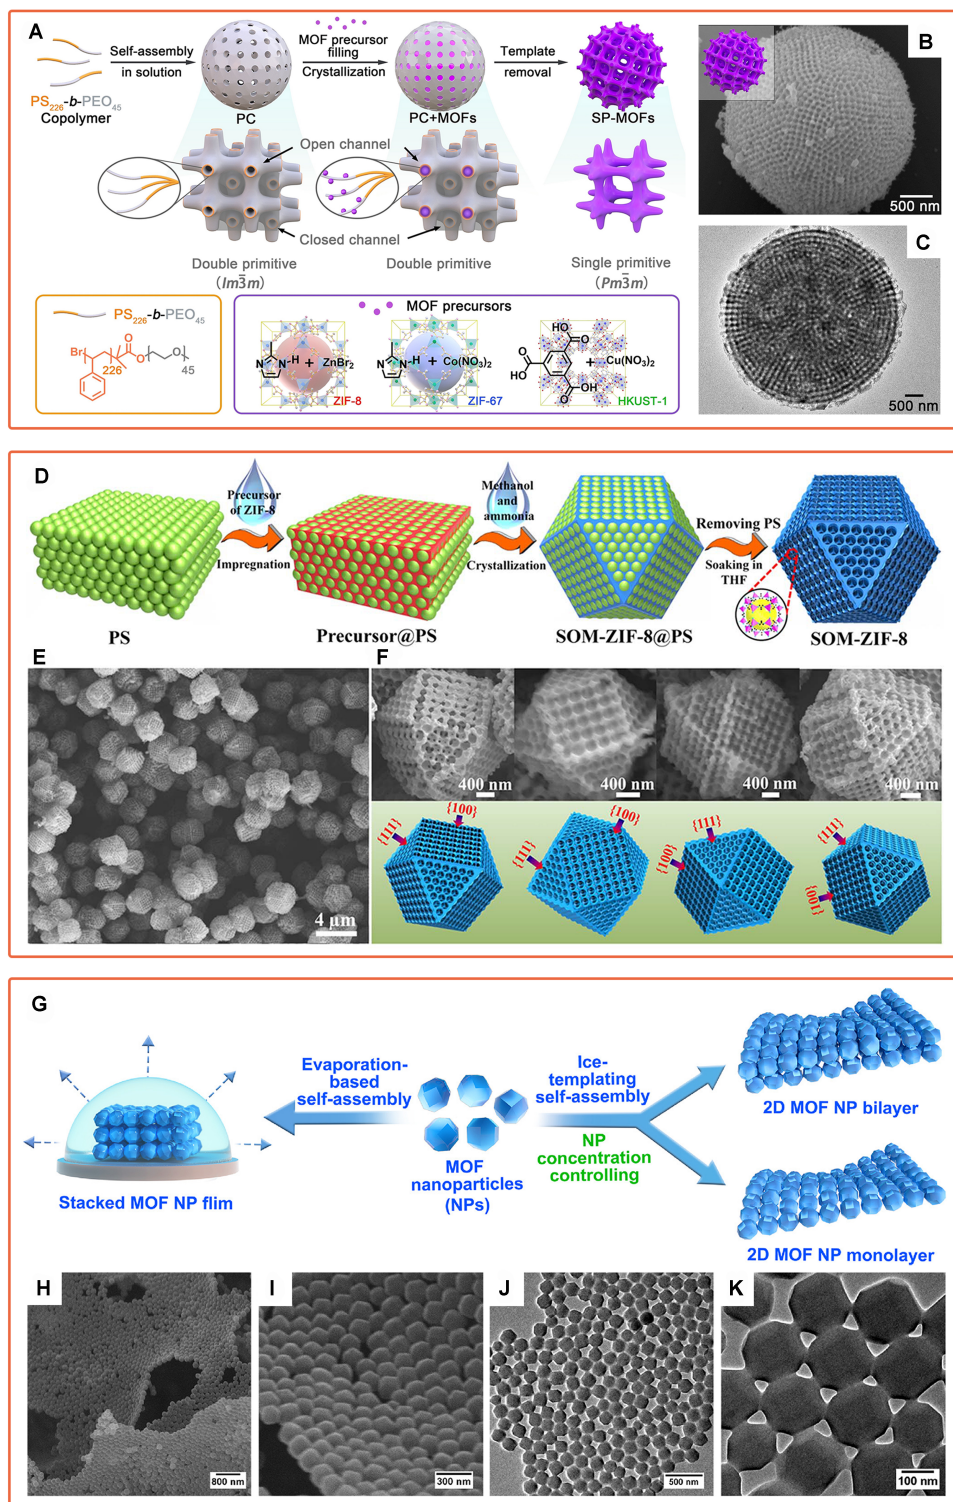 A
Self-assembly
in solution
MOF precursor
filling
Crystallization
Template
removal
PS226-b-PEO45
Copolymer
PC
PC+MOFs
SP-MOFs
Open channel
Closed channel
Double primitive
(Im3̅m)
Double primitive
Single primitive
(Pm3̅m)
B
500 nm
C
500 nm
PS226-b-PEO45
Br
226
O
O
O
45
MOF precursors
N
N-H
+
ZnBr2
ZIF-8
N
N-H
+
Co(NO3)2
ZIF-67
HO
O
O
HO
OH
O
+
Cu(NO3)2
HKUST-1
D
Precursor
of ZIF-8
Impregnation
Methanol
and
ammonia
Crystallization
Removing PS
Soaking in
THF
PS
Precursor@PS
SOM-ZIF-8@PS
SOM-ZIF-8
E
4 μm
F
400 nm
400 nm
400 nm
400 nm
{111}
{100}
{111}
{100}
{100}
{111}
{111}
{001}
G
Evaporation-
based
self-assembly
Ice-
templating
self-assembly
NP
concentration
controlling
MOF
nanoparticles
(NPs)
Stacked MOF NP flim
2D MOF NP bilayer
2D MOF NP monolayer
H
800 nm
I
300 nm
J
500 nm
K
100 nm